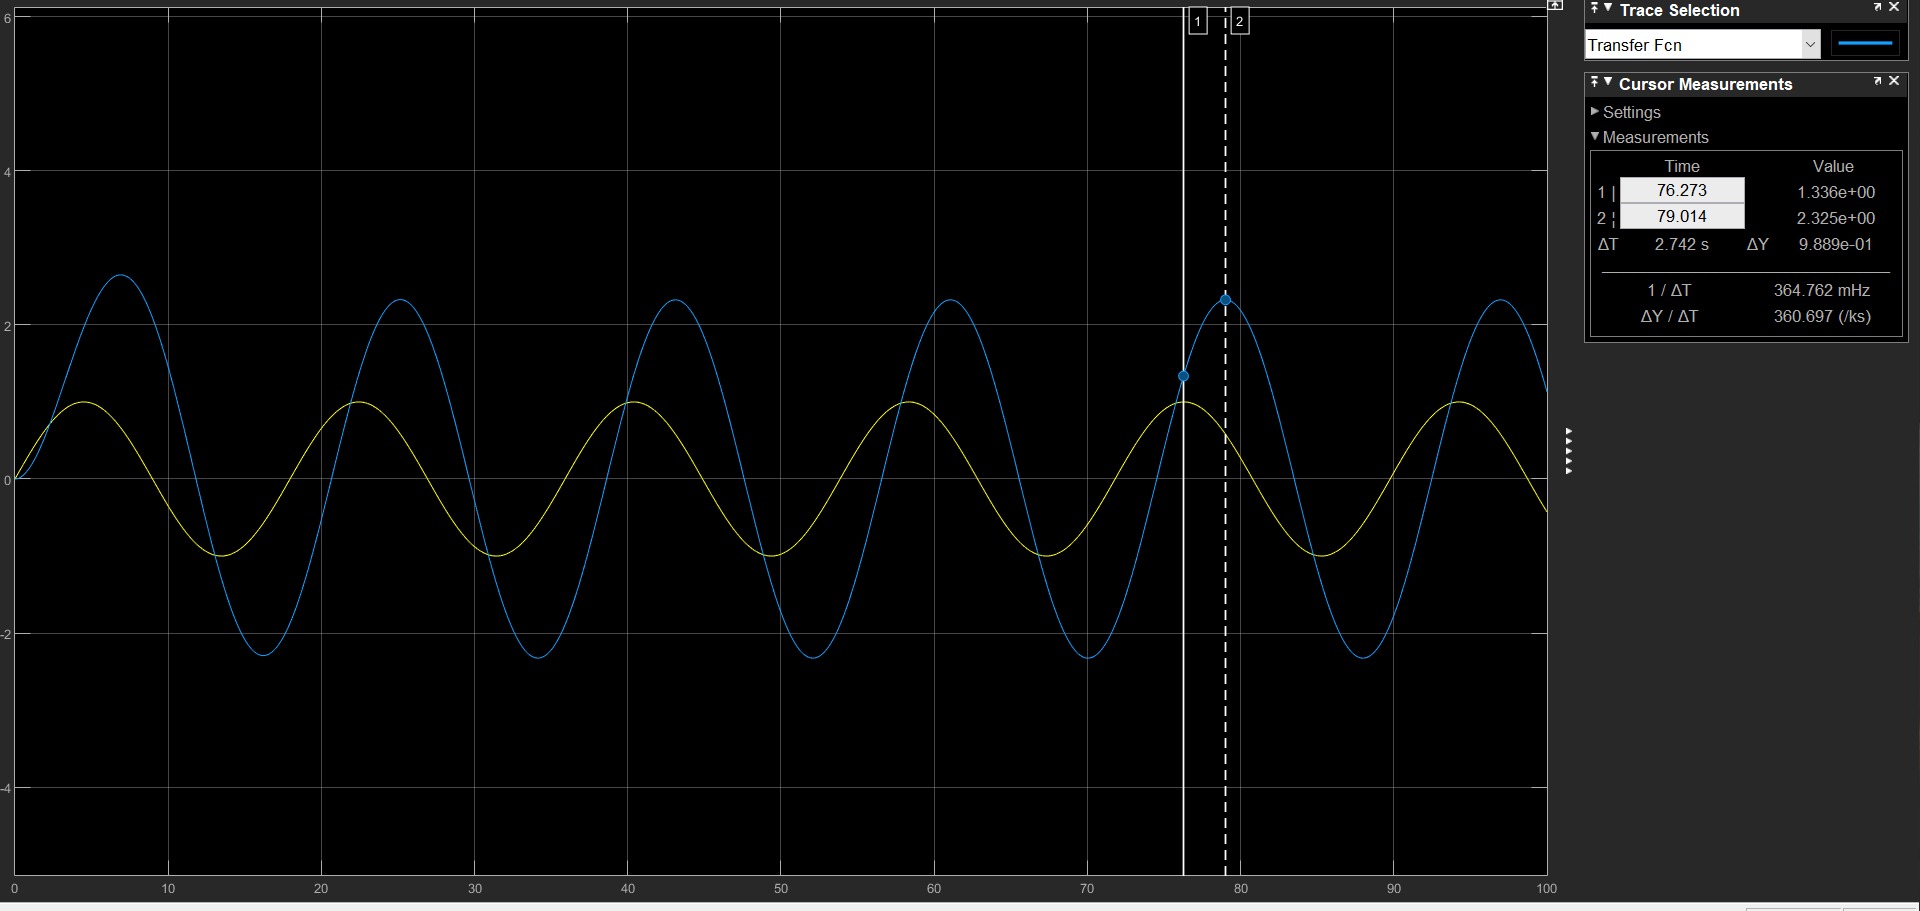 6
4
2
0
-2
-4
0 10 20 30 40 50 60 70 80 90 100
1 2
Trace Selection
Transfer Fcn
Cursor Measurements
Settings
Measurements
Time Value
1 | 76.273 1.336e+00
2 ¦ 79.014 2.325e+00
ΔT 2.742 s ΔY 9.889e-01
1 / ΔT 364.762 mHz
ΔY / ΔT 360.697 (/ks)